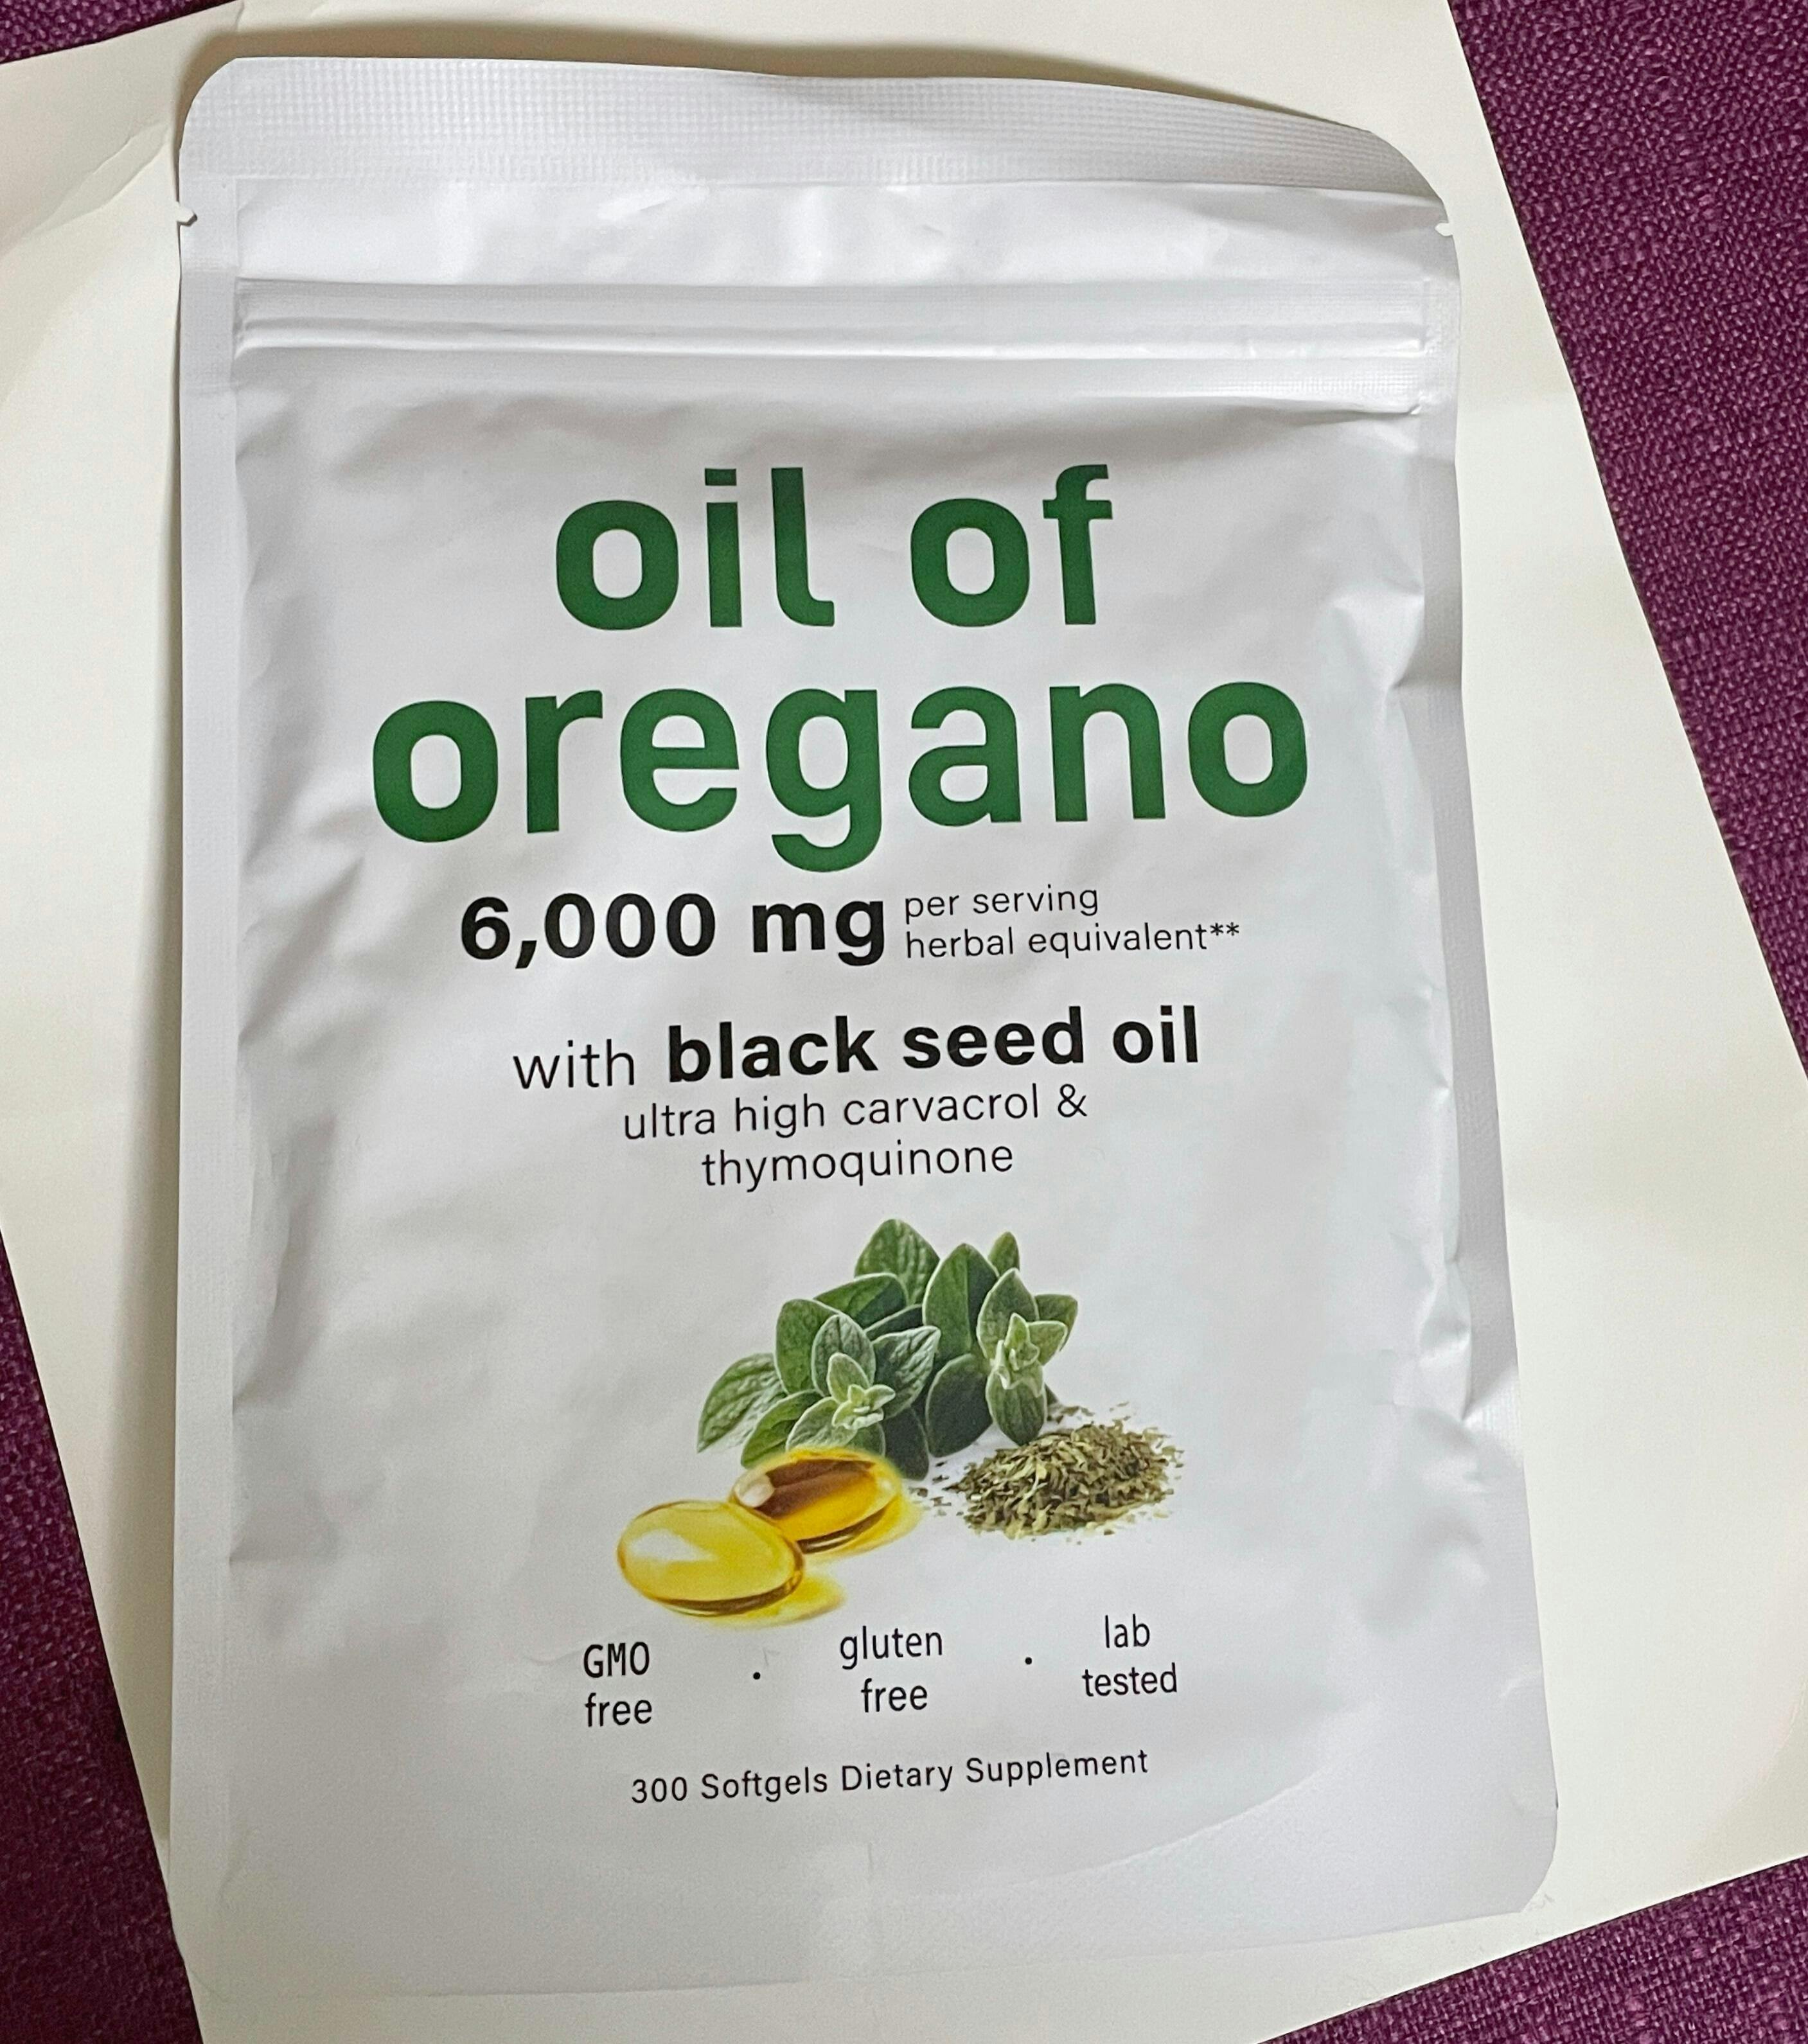 oil of
oregano
6,000 mg per serving
herbal equivalent**
with black seed oil
ultra high carvacrol &
thymoquinone
GMO free . gluten free . lab tested
300 Softgels Dietary Supplement